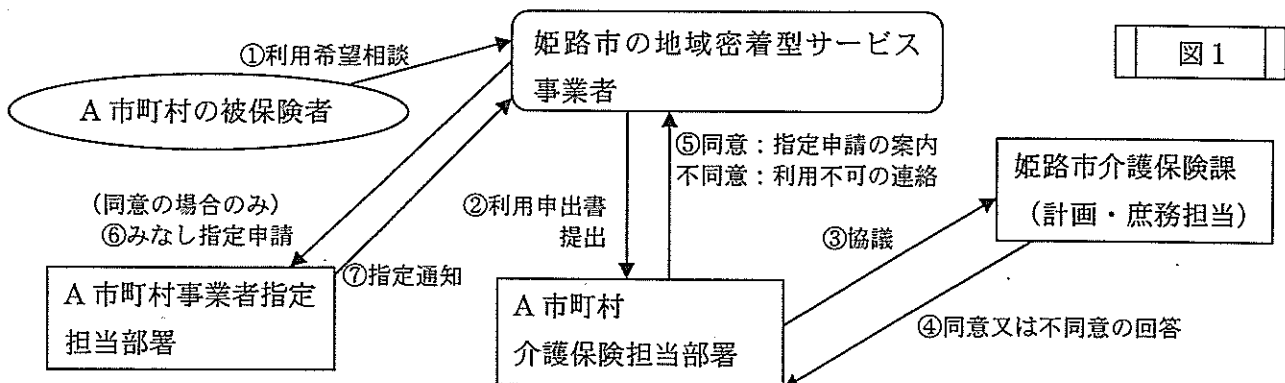 図1
①利用希望相談
姫路市の地域密着型サービス
事業者
A 市町村の被保険者
⑤同意：指定申請の案内
不同意：利用不可の連絡
姫路市介護保険課
（計画・庶務担当）
(同意の場合のみ)
⑥みなし指定申請
②利用申出書
提出
③協議
⑦指定通知
A 市町村事業者指定
担当部署
A 市町村
介護保険担当部署
④同意又は不同意の回答